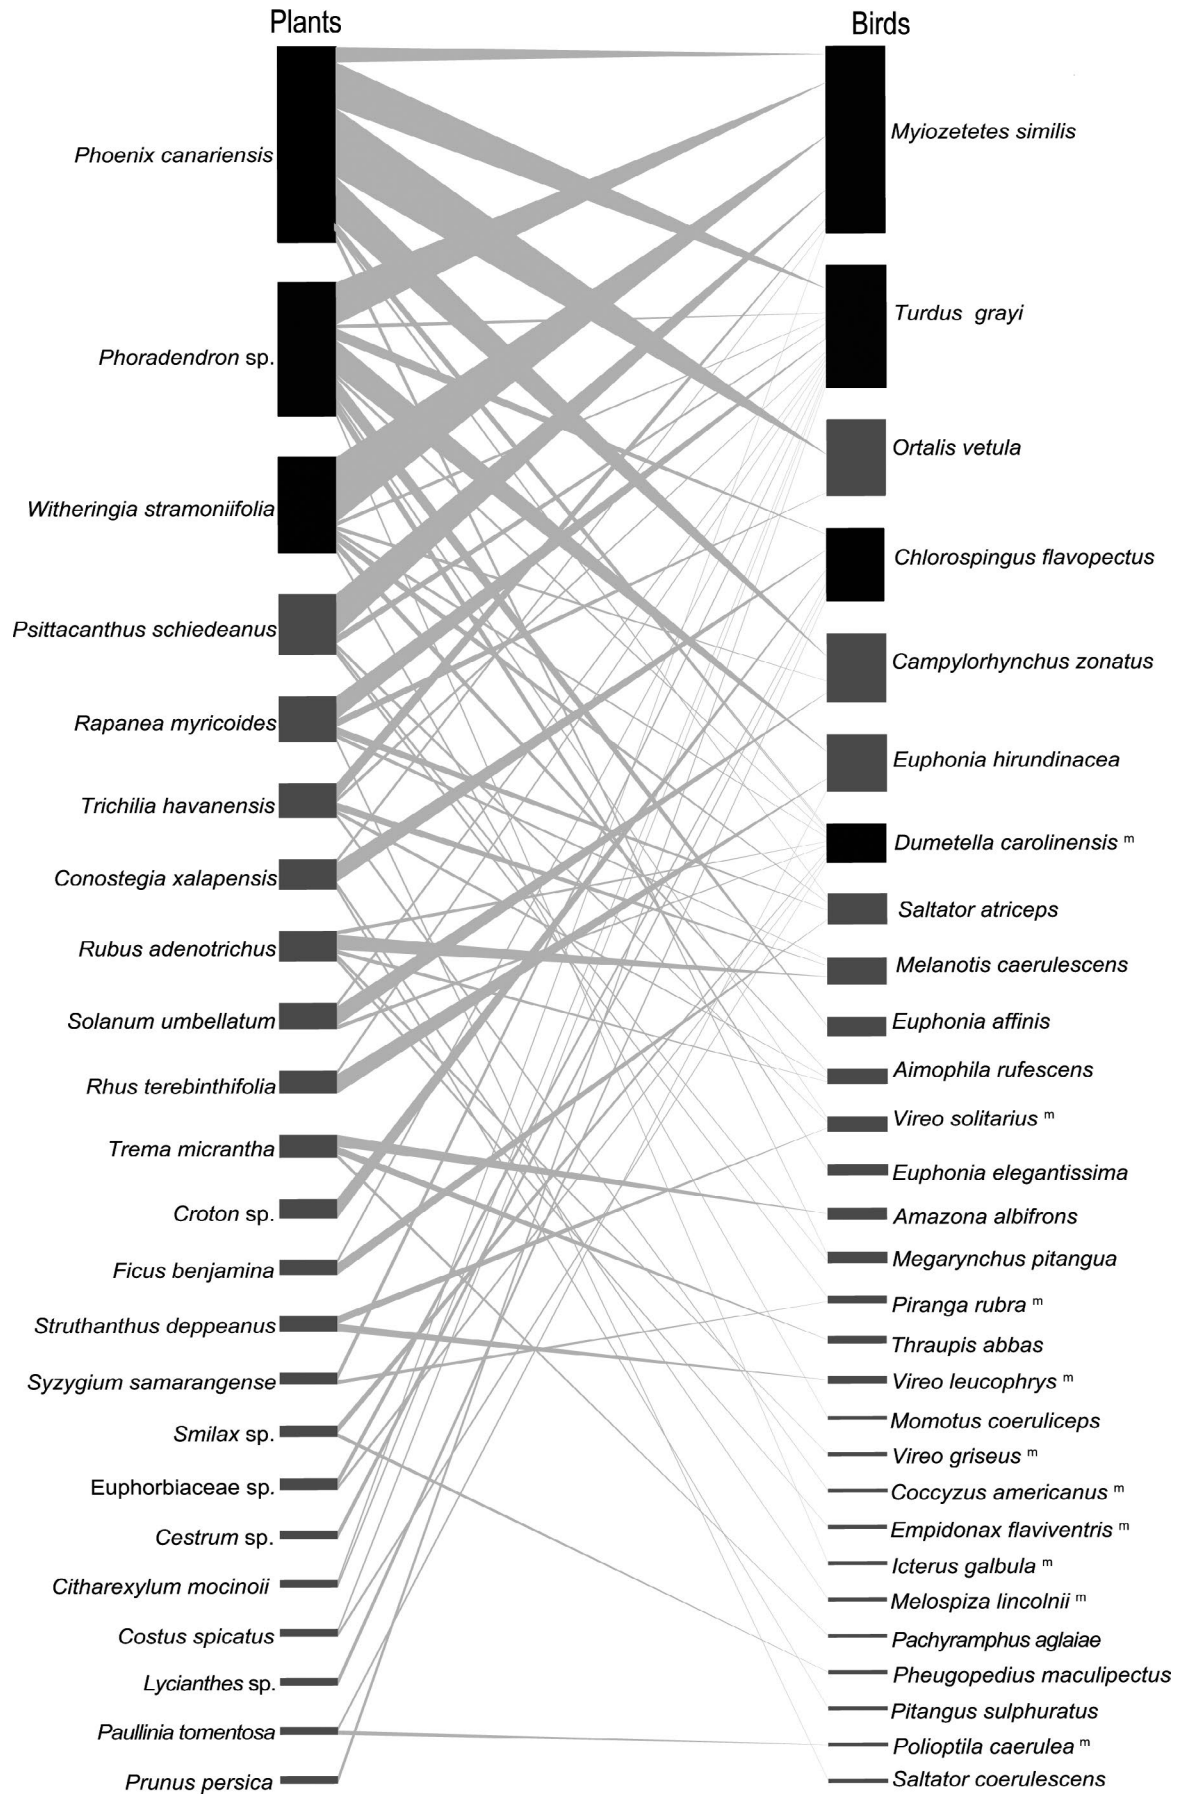 Plants
Phoenix canariensis
Phoradendron sp.
Witheringia stramoniifolia
Psittacanthus schiedeanus
Rapanea myricoides
Trichilia havanensis
Conostegia xalapensis
Rubus adenotrichus
Solanum umbellatum
Rhus terebinthifolia
Trema micrantha
Croton sp.
Ficus benjamina
Struthanthus deppeanus
Syzygium samarangense
Smilax sp.
Euphorbiaceae sp.
Cestrum sp.
Citharexylum mocinoii
Costus spicatus
Lycianthes sp.
Paullinia tomentosa
Prunus persica
Birds
Myiozetetes similis
Turdus grayi
Ortalis vetula
Chlorospingus flavopectus
Campylorhynchus zonatus
Euphonia hirundinacea
Dumetella carolinensis m
Saltator atriceps
Melanotis caerulescens
Euphonia affinis
Aimophila rufescens
Vireo solitarius m
Euphonia elegantissima
Amazona albifrons
Megarynchus pitangua
Piranga rubra m
Thraupis abbas
Vireo leucophrys m
Momotus coeruliceps
Vireo griseus m
Coccyzus americanus m
Empidonax flaviventris m
Icterus galbula m
Melospiza lincolnii m
Pachyramphus aglaiae
Pheugopedius maculipectus
Pitangus sulphuratus
Polioptila caerulea m
Saltator coerulescens